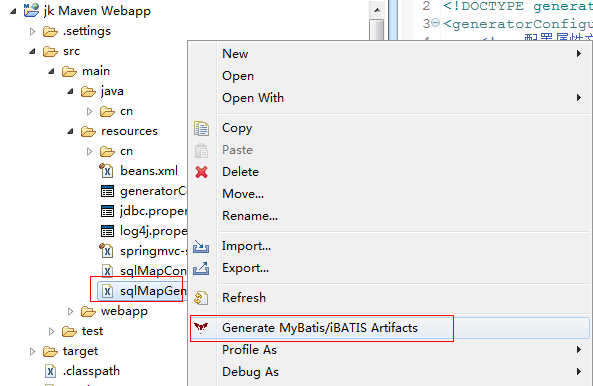 jk Maven Webapp
.settings
src
main
java
cn
resources
cn
beans.xml
generatorCo
jdbc.proper
log4j.prope
springmvc-s
sqlMapCon
sqlMapGen
webapp
test
target
.classpath
New
Open
Open With
Copy
Paste
Delete
Move...
Rename...
Import...
Export...
Refresh
Generate MyBatis/iBATIS Artifacts
Profile As
Debug As
2 <!DOCTYPE generat
3 <generatorConfigu